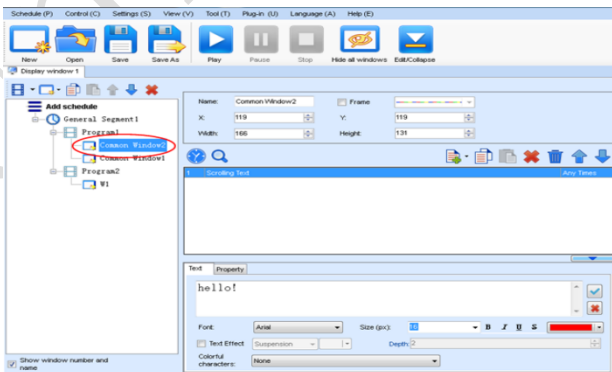 Schedule (P) Control (C) Settings (S) View (V) Tool (T) Plug-in (U) Language (A) Help (E)
New Open Save Save As Play Pause Stop Hide all windows Edit/Collapse
Display window 1
Add schedule
General Segment1
Program1
Common Window2
Common Window1
Program2
W1
Show window number and name
Name: Common Window2 Frame
X: 119 Y: 119
Width: 166 Height: 131
1 Scrolling Text Any Times
Text Property
hello!
Font: Arial Size (px): B I U S
Text Effect Suspension Depth: 2
Colorful characters: None